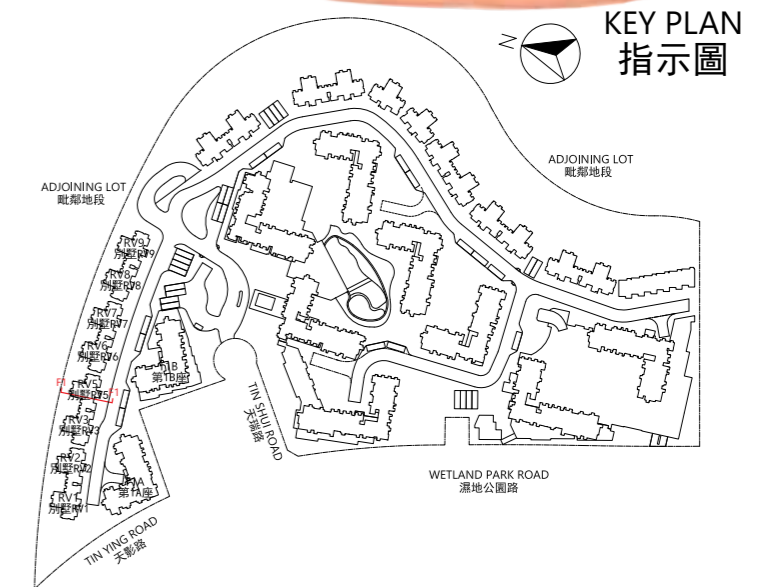 KEY PLAN
指示圖
N
ADJOINING LOT
毗鄰地段
ADJOINING LOT
毗鄰地段
RV9
別墅RV9
RV8
別墅RV8
RV7
別墅RV7
RV6
別墅RV6
F1
F1
RV5
別墅RV5
RV3
別墅RV3
RV2
別墅RV2
RV1
別墅RV1
T1B
第1B座
T1A
第1A座
TIN SHUI ROAD
天瑞路
WETLAND PARK ROAD
濕地公園路
TIN YING ROAD
天影路